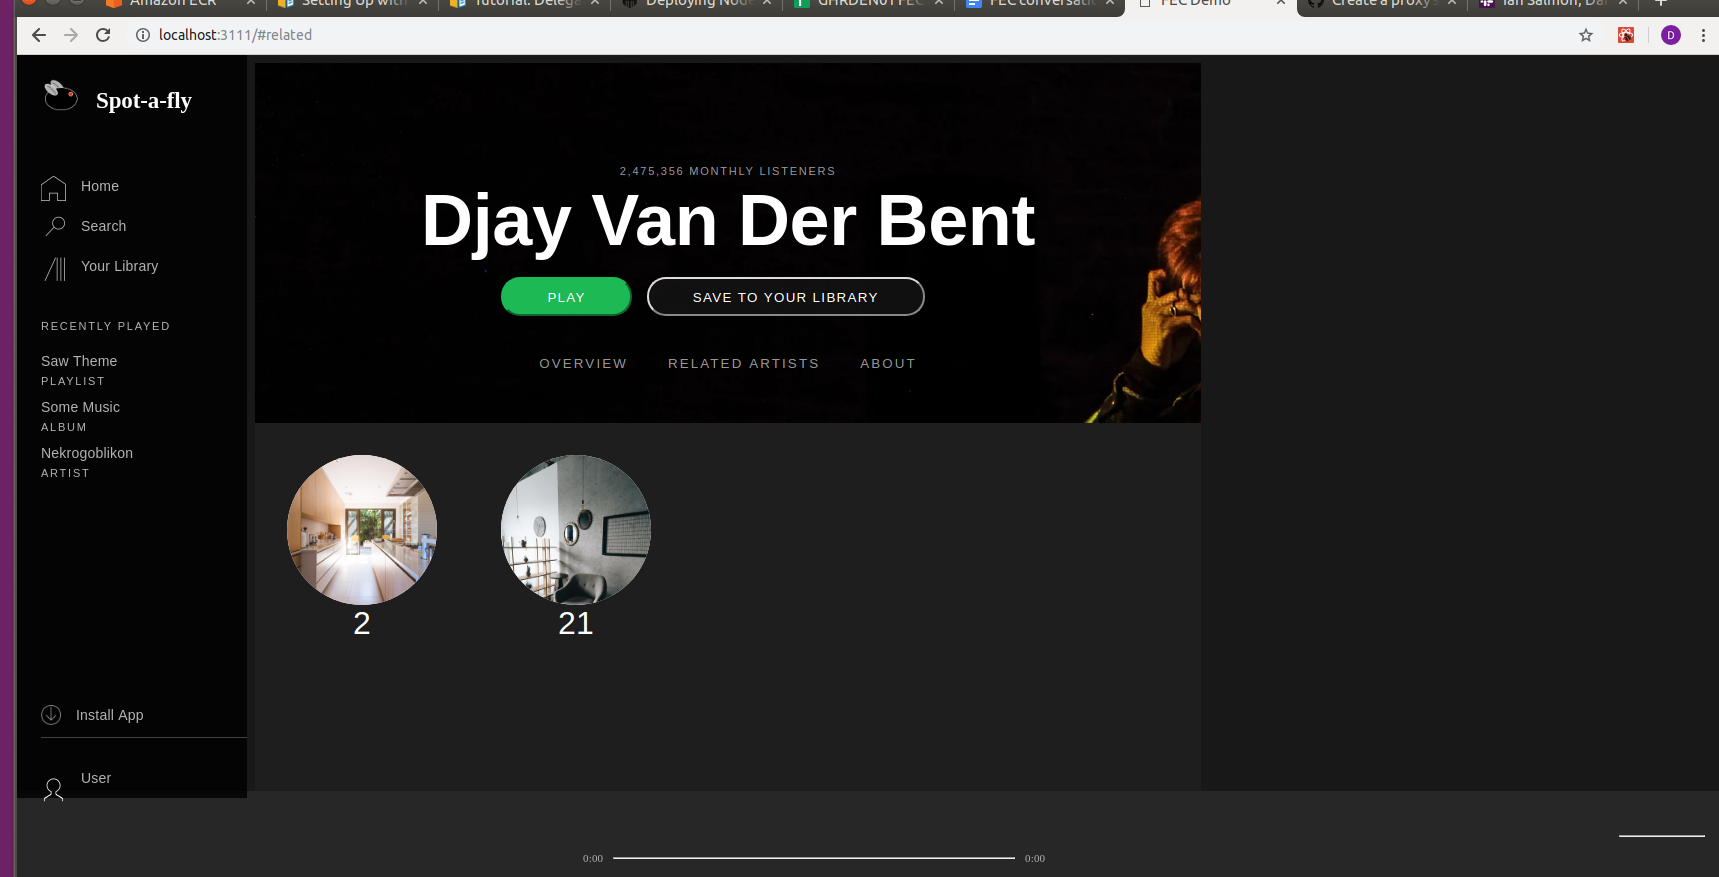 Amazon ECR
Setting Up with
Tutorial: Delega
Deploying Node
GHRDEN01 FEC
FEC conversatio
FEC Demo
Create a proxy s
Ian Salmon, Da
localhost:3111/#related
D
Spot-a-fly
Home
Search
Your Library
RECENTLY PLAYED
Saw Theme
PLAYLIST
Some Music
ALBUM
Nekrogoblikon
ARTIST
Install App
User
2,475,356 MONTHLY LISTENERS
Djay Van Der Bent
PLAY
SAVE TO YOUR LIBRARY
OVERVIEW
RELATED ARTISTS
ABOUT
2
21
0:00
0:00